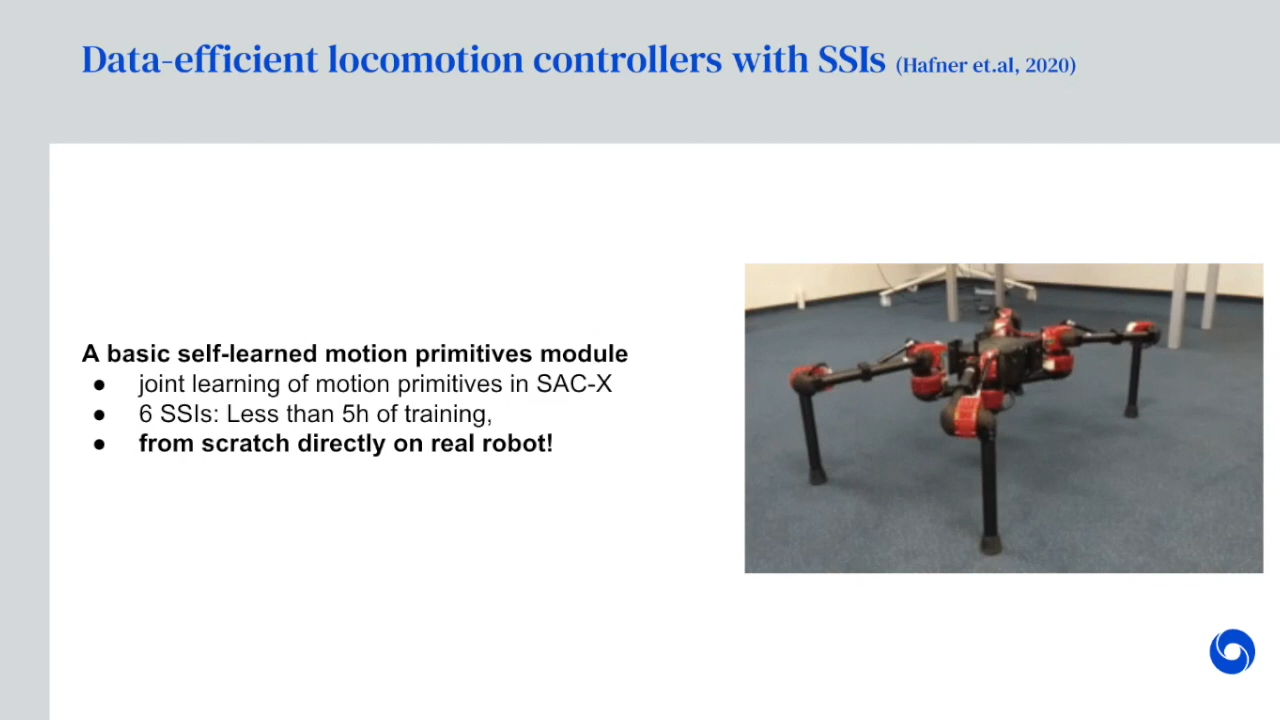 Data-efficient locomotion controllers with SSIs (Hafner et.al, 2020)
A basic self-learned motion primitives module
● joint learning of motion primitives in SAC-X
● 6 SSIs: Less than 5h of training,
● from scratch directly on real robot!